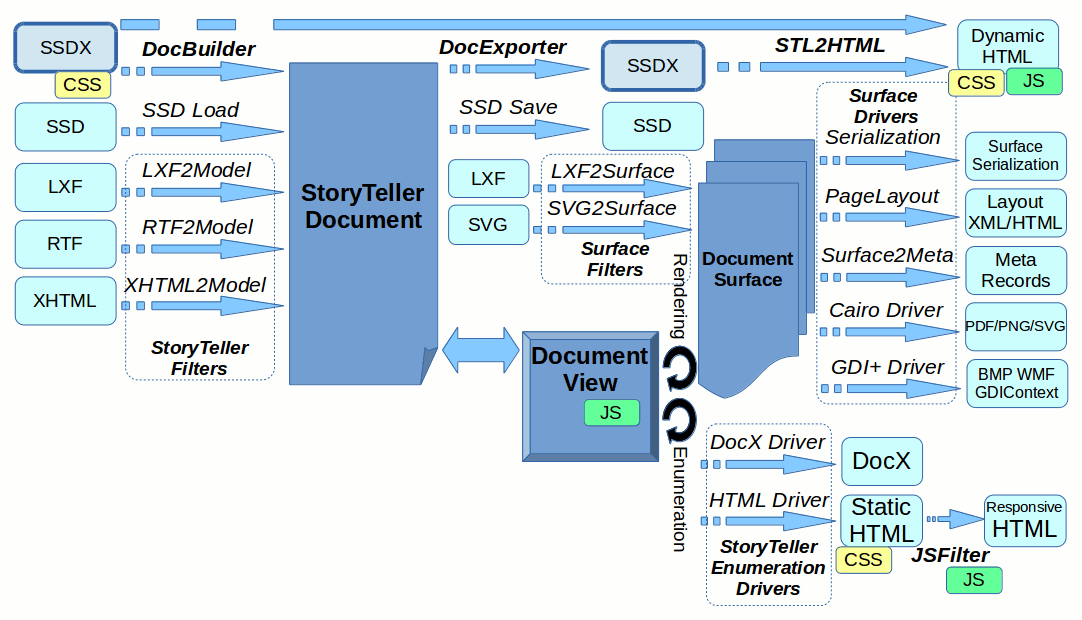 SSDX
CSS
DocBuilder
DocExporter
SSDX
STL2HTML
Dynamic
HTML
CSS
JS
SSD
SSD Load
SSD Save
SSD
LXF
LXF2Model
RTF
RTF2Model
XHTML
XHTML2Model
StoryTeller
Filters
StoryTeller
Document
LXF
LXF2Surface
SVG
SVG2Surface
Surface
Filters
Document
Surface
Surface
Drivers
Serialization
Surface
Serialization
PageLayout
Layout
XML/HTML
Surface2Meta
Meta
Records
Cairo Driver
PDF/PNG/SVG
GDI+ Driver
BMP WMF
GDIContext
Document
View
JS
Rendering
Enumeration
DocX Driver
DocX
HTML Driver
Static
HTML
CSS
StoryTeller
Enumeration
Drivers
JSFilter
JS
Responsive
HTML